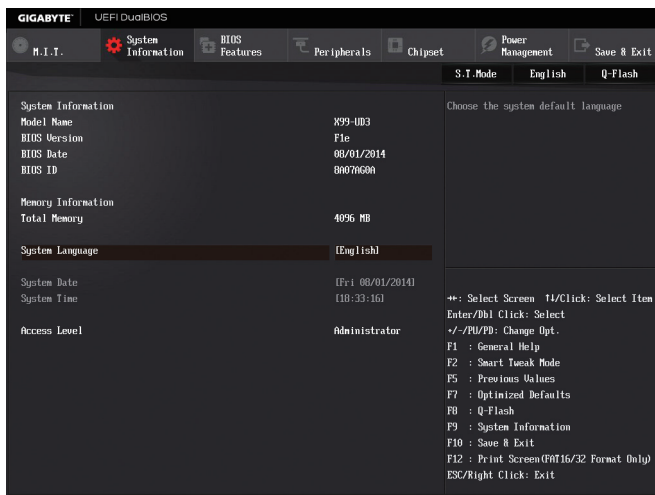 GIGABYTE™ UEFI DualBIOS
M.I.T. System Information BIOS Features Peripherals Chipset Power Management Save & Exit
S.T.Mode English Q-Flash
System Information
Model Name X99-UD3
BIOS Version F1e
BIOS Date 08/01/2014
BIOS ID 8A07AG0A
Memory Information
Total Memory 4096 MB
System Language [English]
System Date [Fri 08/01/2014]
System Time [18:33:16]
Access Level Administrator
Choose the system default language
→←: Select Screen ↑↓/Click: Select Item
Enter/Dbl Click: Select
+/-/PU/PD: Change Opt.
F1 : General Help
F2 : Smart Tweak Mode
F5 : Previous Values
F7 : Optimized Defaults
F8 : Q-Flash
F9 : System Information
F10 : Save & Exit
F12 : Print Screen(FAT16/32 Format Only)
ESC/Right Click: Exit